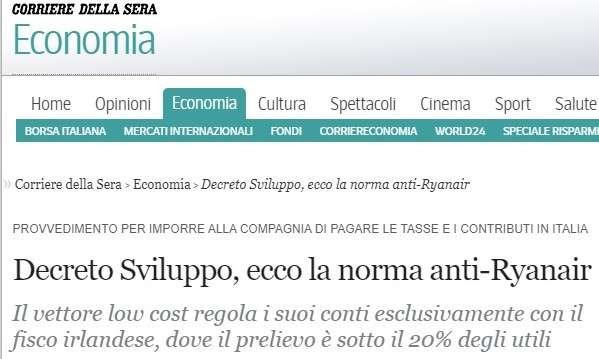 CORRIERE DELLA SERA
Economia
Home Opinioni Economia Cultura Spettacoli Cinema Sport Salute
BORSA ITALIANA MERCATI INTERNAZIONALI FONDI CORRIERECONOMIA WORLD24 SPECIALE RISPARMI
» Corriere della Sera > Economia > Decreto Sviluppo, ecco la norma anti-Ryanair
PROVVEDIMENTO PER IMPORRE ALLA COMPAGNIA DI PAGARE LE TASSE E I CONTRIBUTI IN ITALIA
Decreto Sviluppo, ecco la norma anti-Ryanair
Il vettore low cost regola i suoi conti esclusivamente con il
fisco irlandese, dove il prelievo è sotto il 20% degli utili